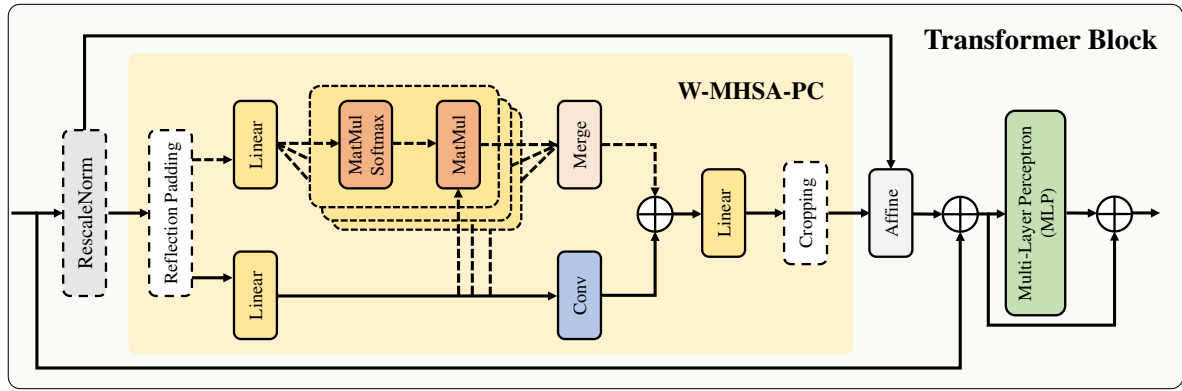 Transformer Block
W-MHSA-PC
RescaleNorm
Reflection Padding
Linear
MatMul
Softmax
MatMul
Merge
Linear
Conv
Linear
Cropping
Affine
Multi-Layer Perceptron
(MLP)